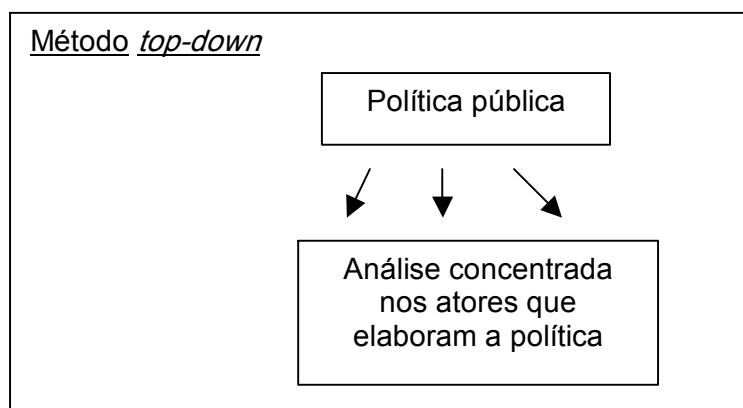 Método top-down
Política pública
Análise concentrada
nos atores que
elaboram a política